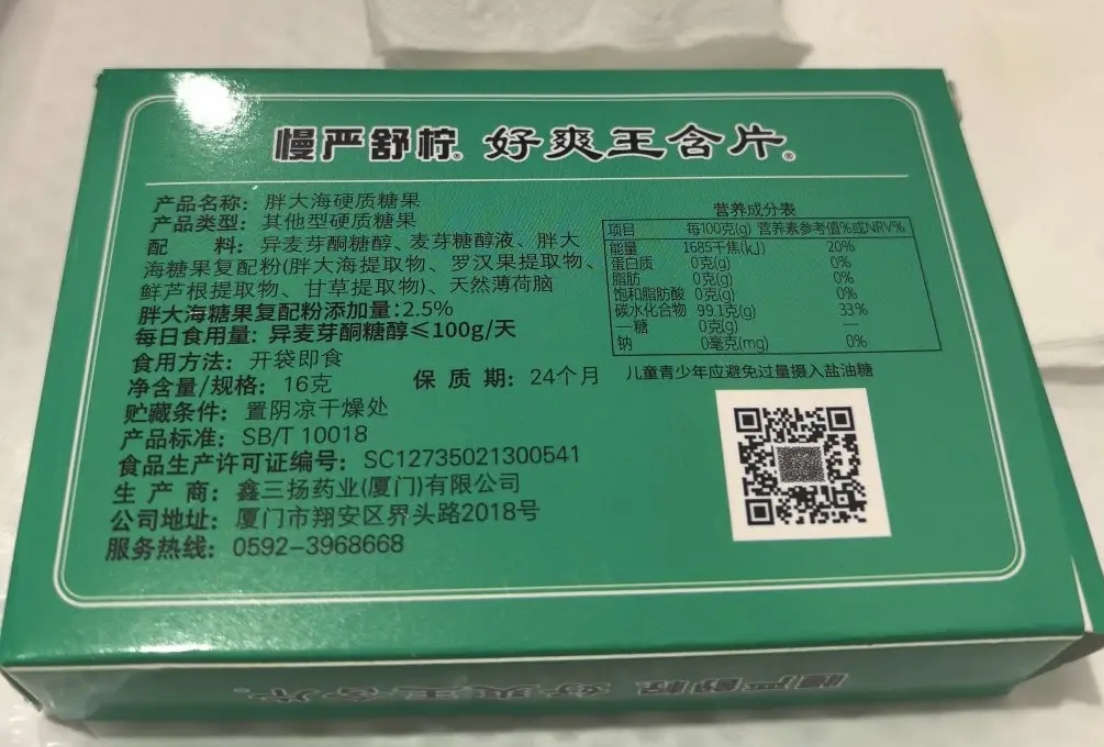 慢严舒柠® 好爽王含片®
产品名称：胖大海硬质糖果
产品类型：其他型硬质糖果
配 料：异麦芽酮糖醇、麦芽糖醇液、胖大
海糖果复配粉(胖大海提取物、罗汉果提取物、
鲜芦根提取物、甘草提取物)、天然薄荷脑
胖大海糖果复配粉添加量：2.5%
每日食用量：异麦芽酮糖醇≤100g/天
食用方法：开袋即食
净含量/规格：16克 保 质 期：24个月
贮藏条件：置阴凉干燥处
产品标准：SB/T 10018
食品生产许可证编号：SC12735021300541
生 产 商：鑫三扬药业(厦门)有限公司
公司地址：厦门市翔安区界头路2018号
服务热线：0592-3968668
营养成分表
项目 每100克(g) 营养素参考值%或NRV%
能量 1685千焦(kJ) 20%
蛋白质 0克(g) 0%
脂肪 0克(g) 0%
饱和脂肪酸 0克(g) 0%
碳水化合物 99.1克(g) 33%
—糖 0克(g) —
钠 0毫克(mg) 0%
儿童青少年应避免过量摄入盐油糖
慢严舒柠 好爽王含片®